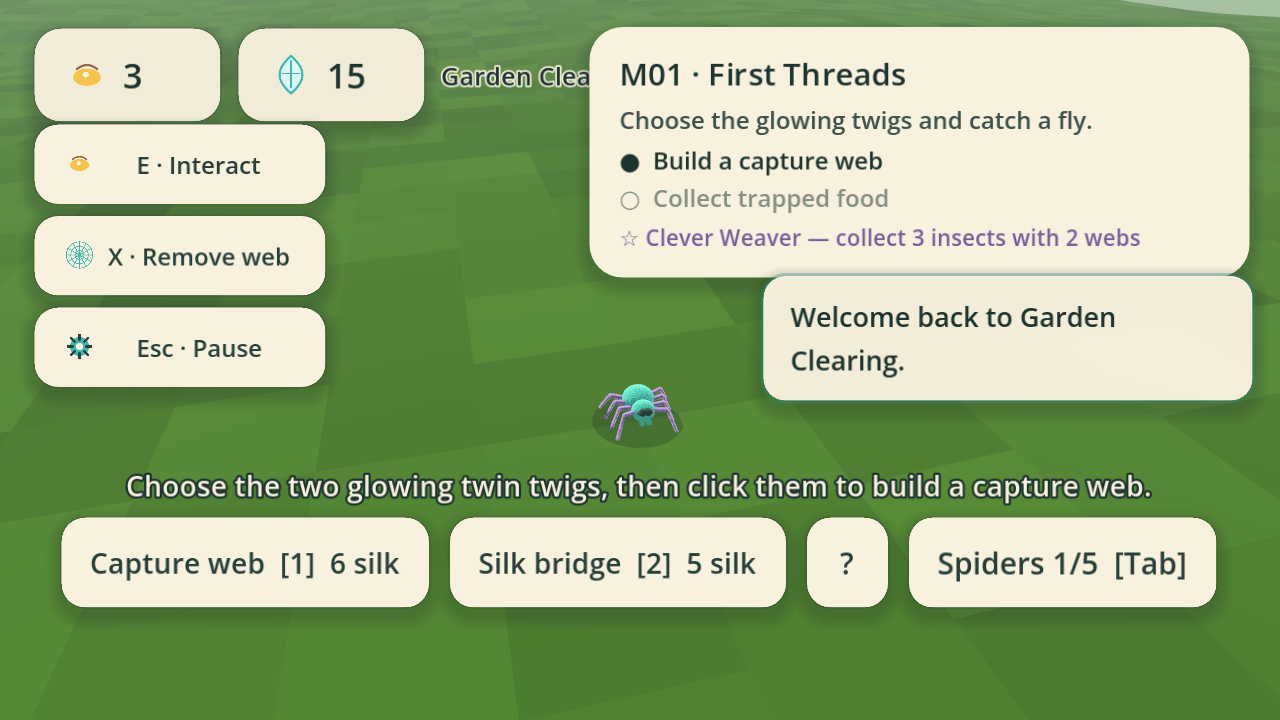 3
15
Garden Clea
M01 · First Threads
Choose the glowing twigs and catch a fly.
● Build a capture web
○ Collect trapped food
☆ Clever Weaver — collect 3 insects with 2 webs
E · Interact
X · Remove web
Esc · Pause
Welcome back to Garden
Clearing.
Choose the two glowing twin twigs, then click them to build a capture web.
Capture web [1] 6 silk
Silk bridge [2] 5 silk
?
Spiders 1/5 [Tab]